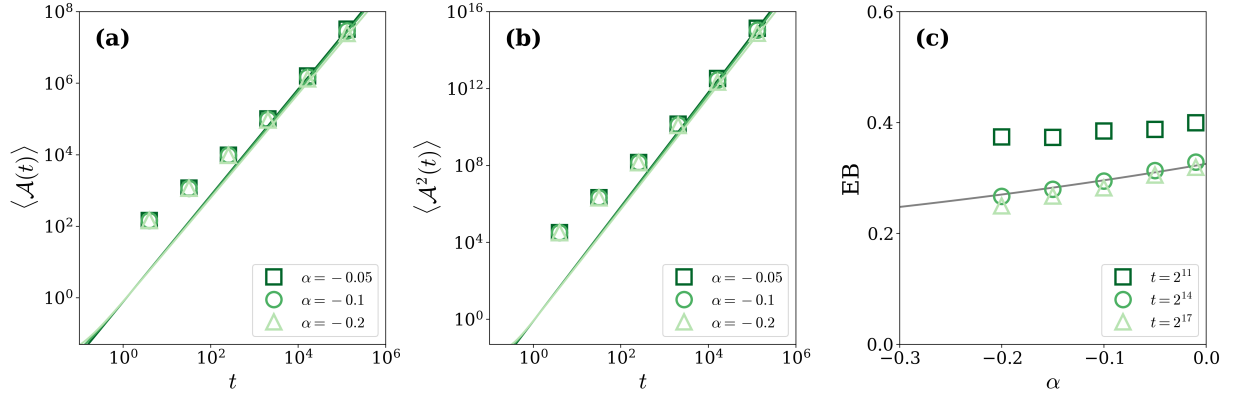 (a)
⟨𝒜(t)⟩
10^8
10^6
10^4
10^2
10^0
10^0 10^2 10^4 10^6
t
α = − 0.05
α = − 0.1
α = − 0.2
(b)
⟨𝒜^2(t)⟩
10^16
10^12
10^8
10^4
10^0
10^0 10^2 10^4 10^6
t
α = − 0.05
α = − 0.1
α = − 0.2
(c)
EB
0.6
0.4
0.2
0.0
−0.3 −0.2 −0.1 0.0
α
t = 2^11
t = 2^14
t = 2^17